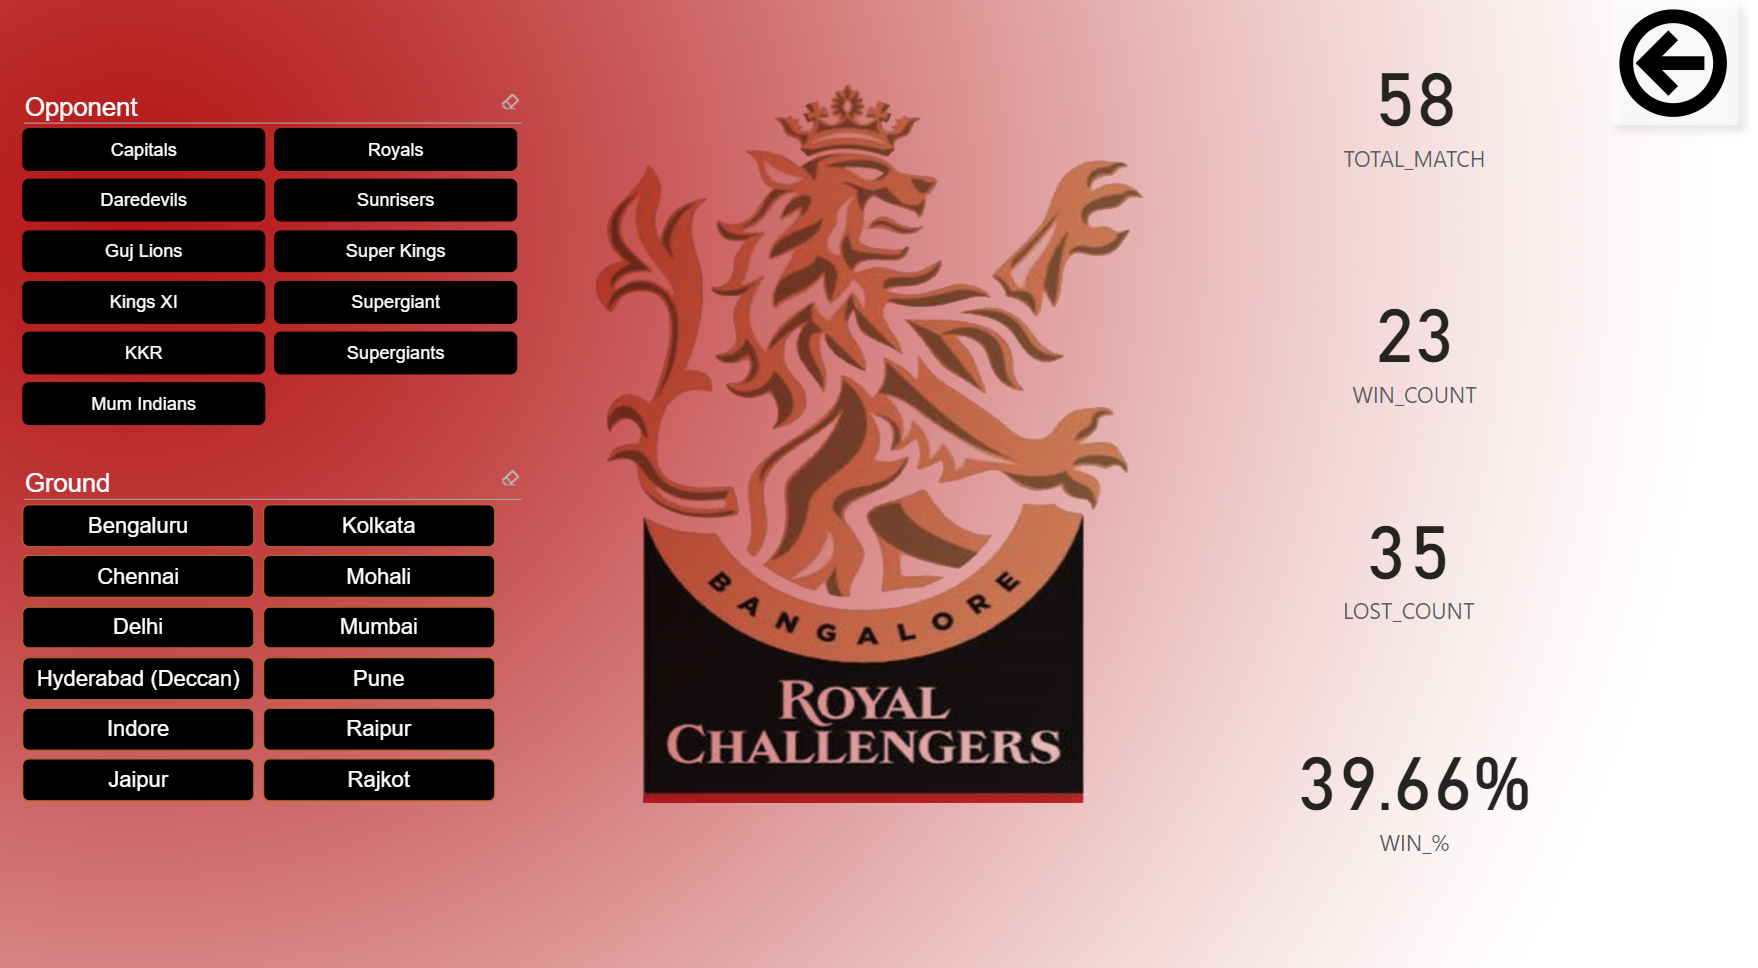 Opponent
Capitals
Royals
Daredevils
Sunrisers
Guj Lions
Super Kings
Kings XI
Supergiant
KKR
Supergiants
Mum Indians
Ground
Bengaluru
Kolkata
Chennai
Mohali
Delhi
Mumbai
Hyderabad (Deccan)
Pune
Indore
Raipur
Jaipur
Rajkot
BANGALORE
ROYAL
CHALLENGERS
58
TOTAL_MATCH
23
WIN_COUNT
35
LOST_COUNT
39.66%
WIN_%